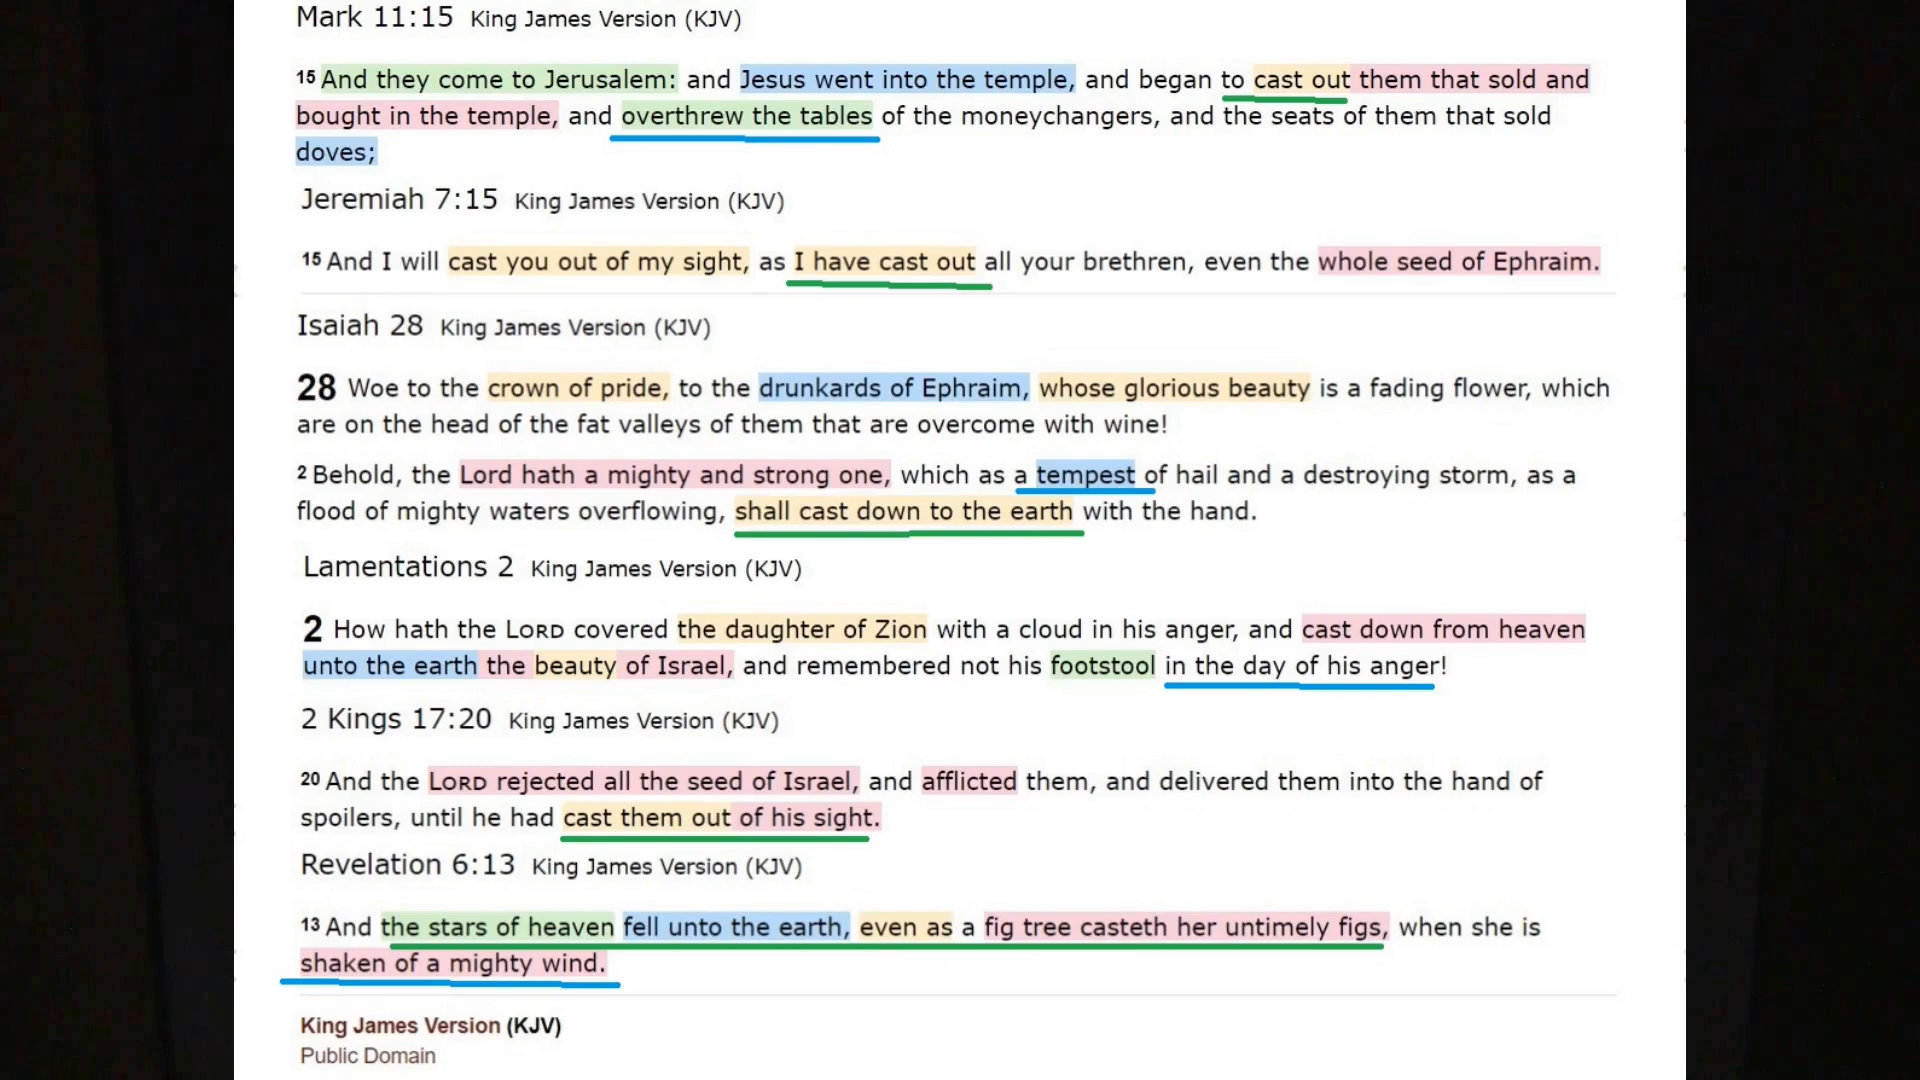 Mark 11:15 King James Version (KJV)
15 And they come to Jerusalem: and Jesus went into the temple, and began to cast out them that sold and
bought in the temple, and overthrew the tables of the moneychangers, and the seats of them that sold
doves;
Jeremiah 7:15 King James Version (KJV)
15 And I will cast you out of my sight, as I have cast out all your brethren, even the whole seed of Ephraim.
Isaiah 28 King James Version (KJV)
28 Woe to the crown of pride, to the drunkards of Ephraim, whose glorious beauty is a fading flower, which
are on the head of the fat valleys of them that are overcome with wine!
2 Behold, the Lord hath a mighty and strong one, which as a tempest of hail and a destroying storm, as a
flood of mighty waters overflowing, shall cast down to the earth with the hand.
Lamentations 2 King James Version (KJV)
2 How hath the LORD covered the daughter of Zion with a cloud in his anger, and cast down from heaven
unto the earth the beauty of Israel, and remembered not his footstool in the day of his anger!
2 Kings 17:20 King James Version (KJV)
20 And the LORD rejected all the seed of Israel, and afflicted them, and delivered them into the hand of
spoilers, until he had cast them out of his sight.
Revelation 6:13 King James Version (KJV)
13 And the stars of heaven fell unto the earth, even as a fig tree casteth her untimely figs, when she is
shaken of a mighty wind.
King James Version (KJV)
Public Domain